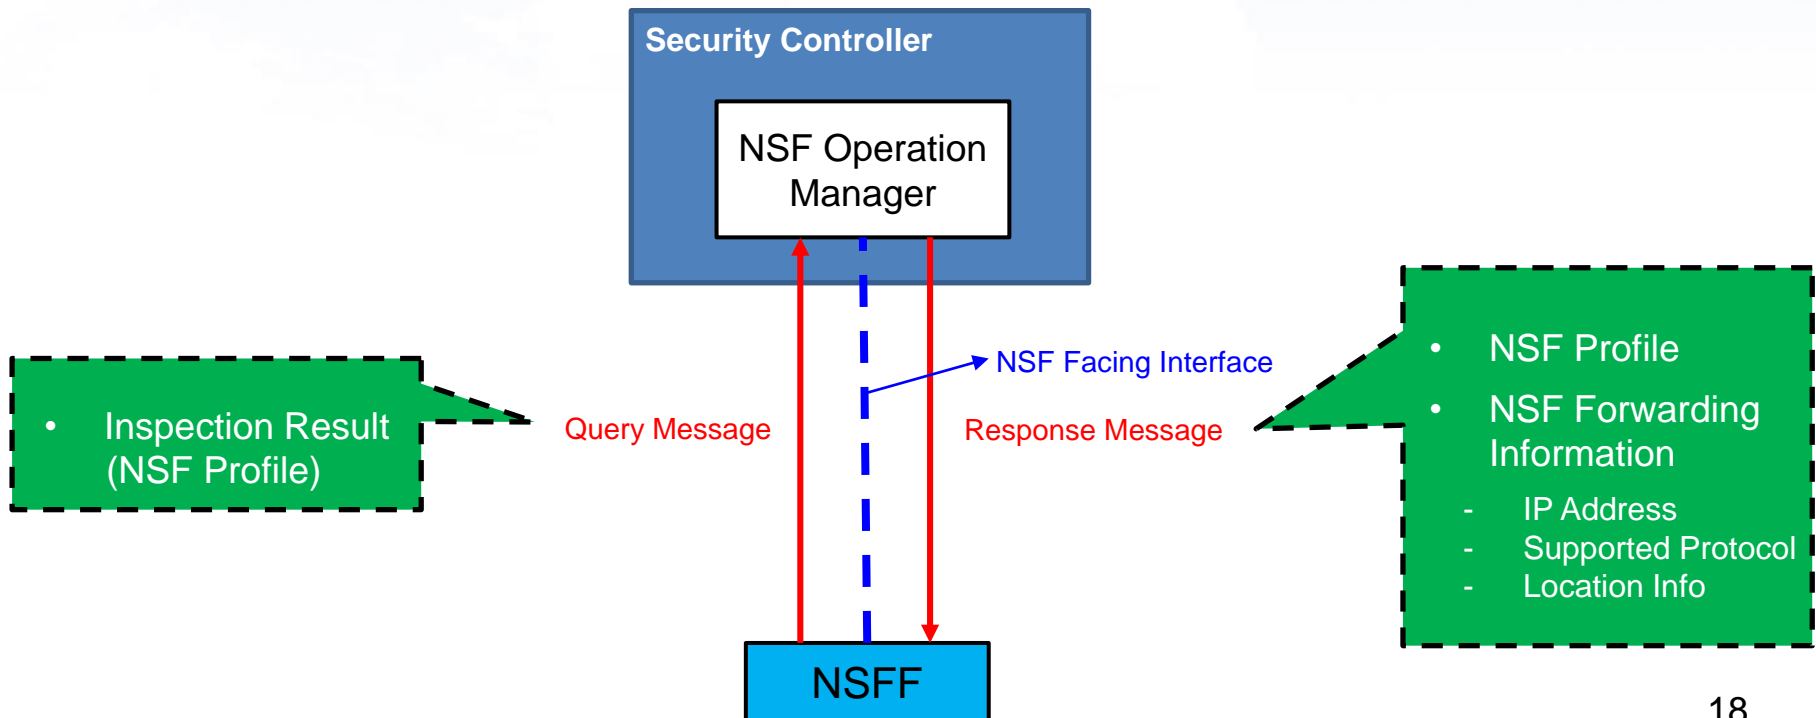 Security Controller
NSF Operation
Manager
NSF Facing Interface
• Inspection Result
(NSF Profile)
Query Message
Response Message
• NSF Profile
• NSF Forwarding
Information
- IP Address
- Supported Protocol
- Location Info
NSFF
18